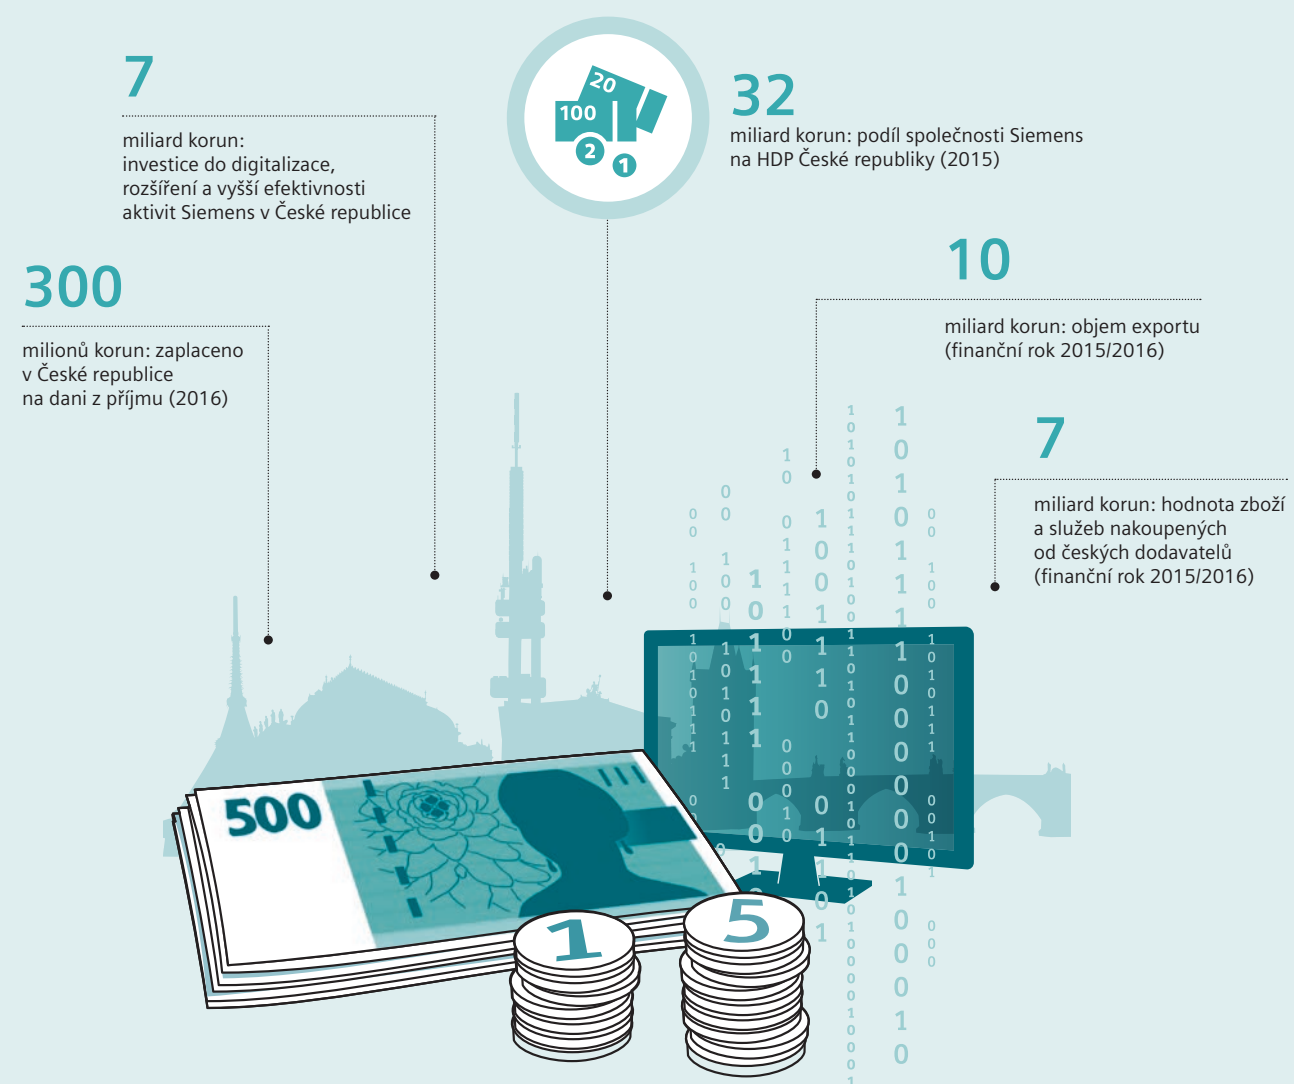 7
miliard korun:
investice do digitalizace,
rozšíření a vyšší efektivnosti
aktivit Siemens v České republice
20
100
2
1
32
miliard korun: podíl společnosti Siemens
na HDP České republiky (2015)
300
milionů korun: zaplaceno
v České republice
na dani z příjmu (2016)
10
miliard korun: objem exportu
(finanční rok 2015/2016)
7
miliard korun: hodnota zboží
a služeb nakoupených
od českých dodavatelů
(finanční rok 2015/2016)
500
1
5